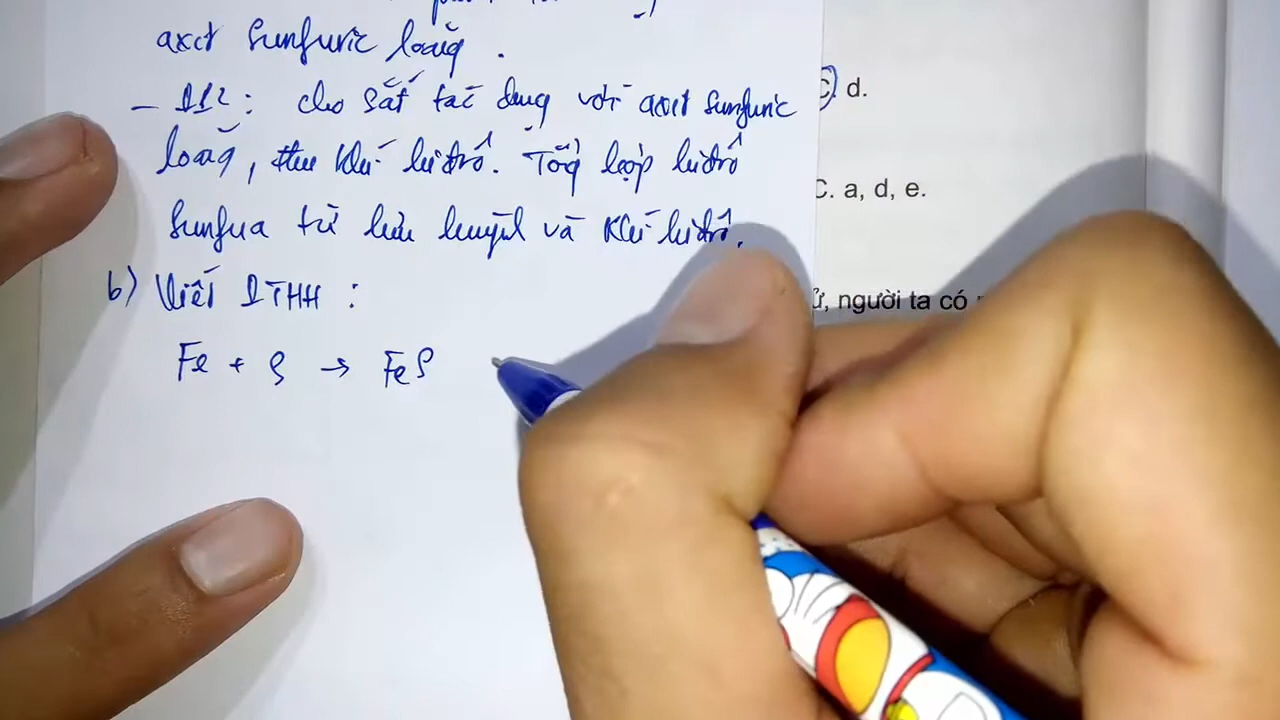 axit sunfuric loãng.
- PP2: cho sắt tác dụng với axit sunfuric
loãng, thu khí hiđrô. Tổng hợp hiđrô
sunfua từ lưu huỳnh và khí hiđrô.
b) Viết PTHH :
Fe + S → FeS
C. d.
C. a, d, e.
ử, người ta có